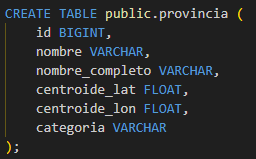 CREATE TABLE public.provincia (
    id BIGINT,
    nombre VARCHAR,
    nombre_completo VARCHAR,
    centroide_lat FLOAT,
    centroide_lon FLOAT,
    categoria VARCHAR
);